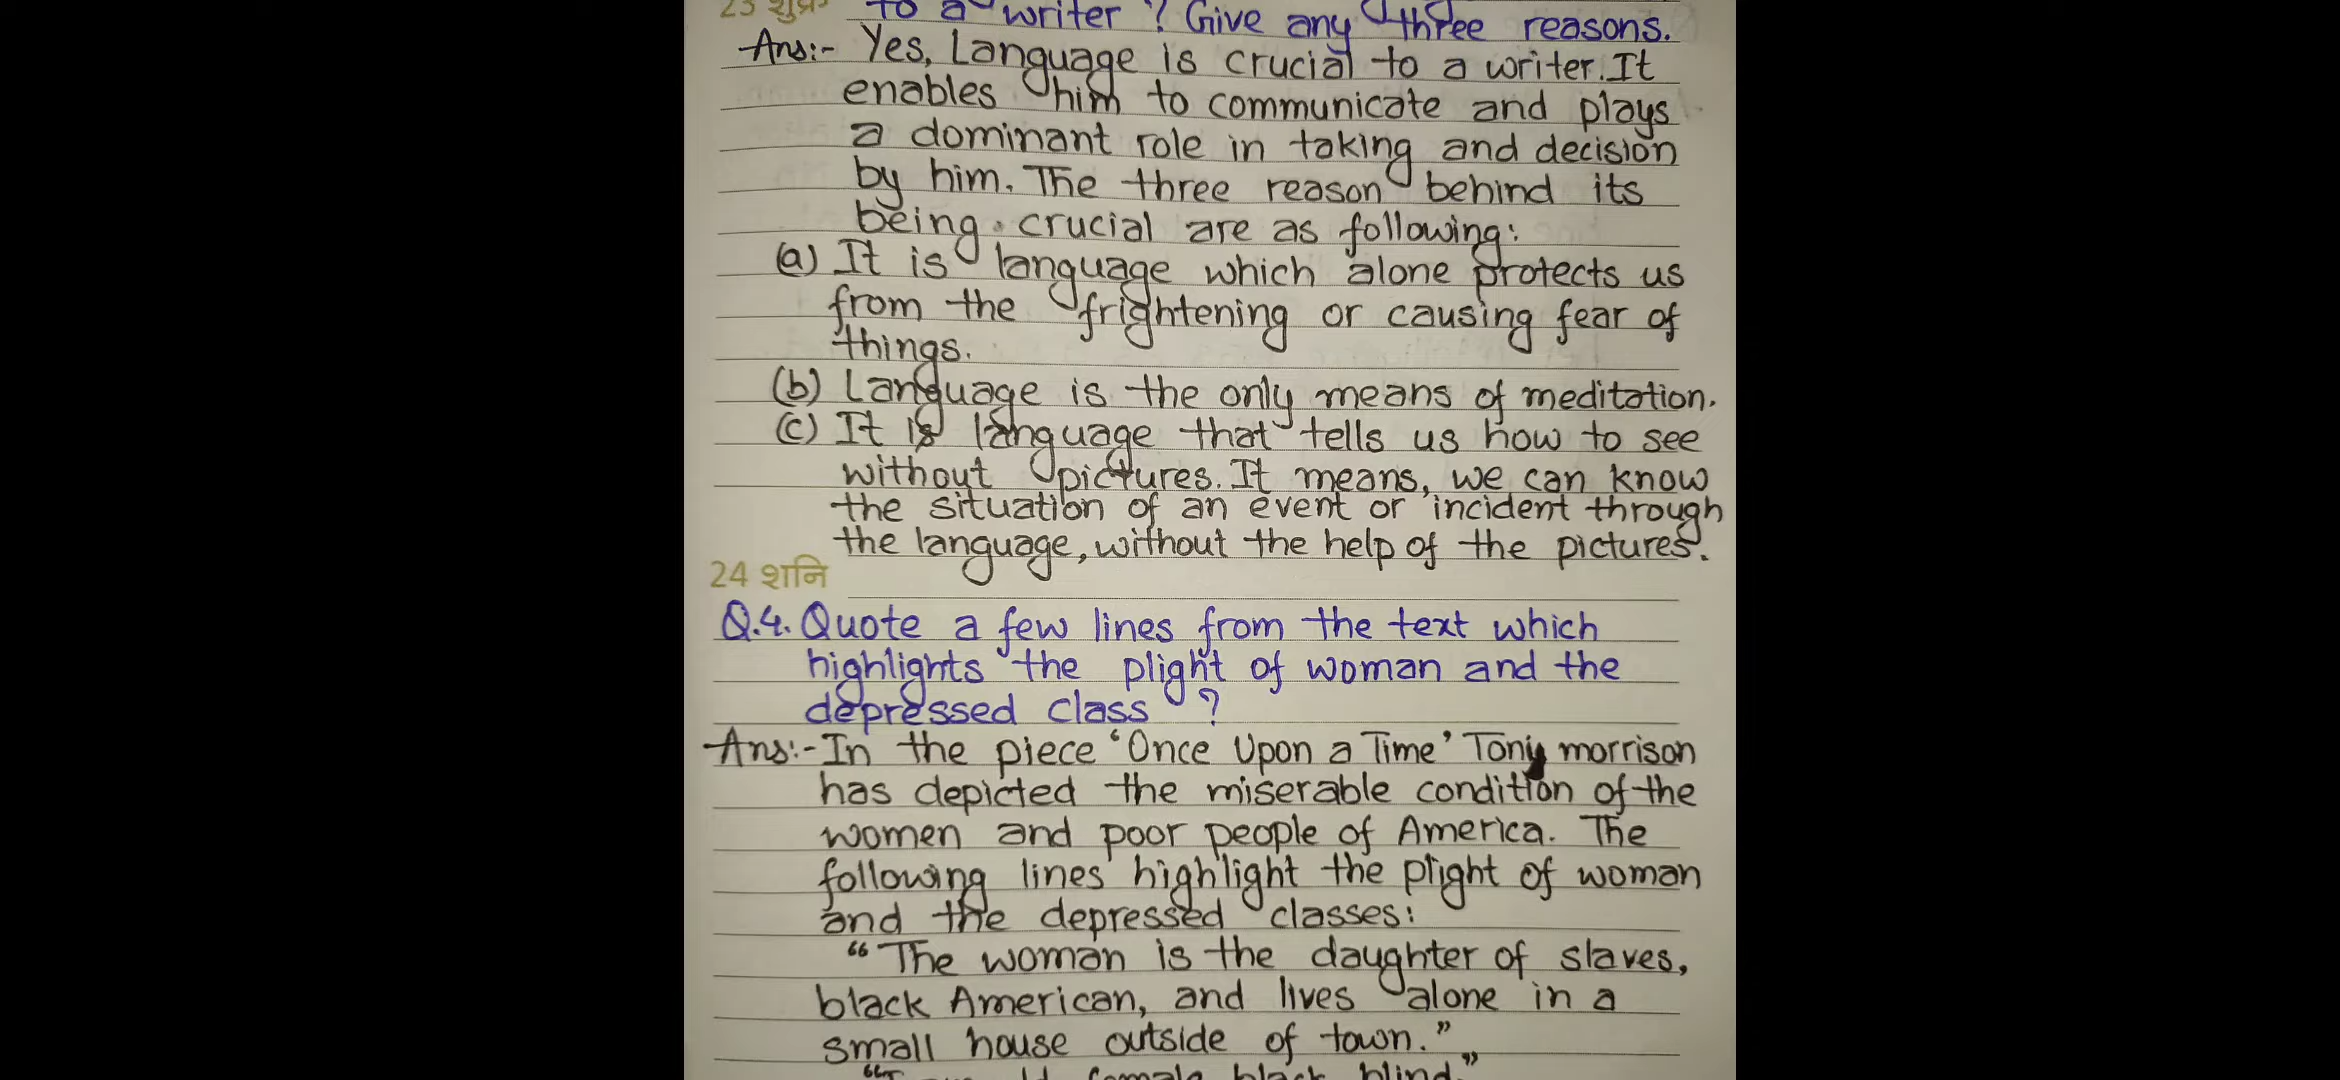 23 शुक्र to a writer ? Give any three reasons.
Ans:- Yes, Language is crucial to a writer. It
enables him to communicate and plays
a dominant role in taking and decision
by him. The three reason behind its
being crucial are as following:
(a) It is language which alone protects us
from the frightening or causing fear of
things.
(b) Language is the only means of meditation.
(c) It is language that tells us how to see
without pictures. It means, we can know
the situation of an event or incident through
the language, without the help of the pictures.
24 शनि
Q.4. Quote a few lines from the text which
highlights the plight of woman and the
depressed class ?
Ans:- In the piece 'Once Upon a Time' Tony morrison
has depicted the miserable condition of the
women and poor people of America. The
following lines highlight the plight of woman
and the depressed classes:
"The woman is the daughter of slaves,
black American, and lives alone in a
small house outside of town."
female black blind."